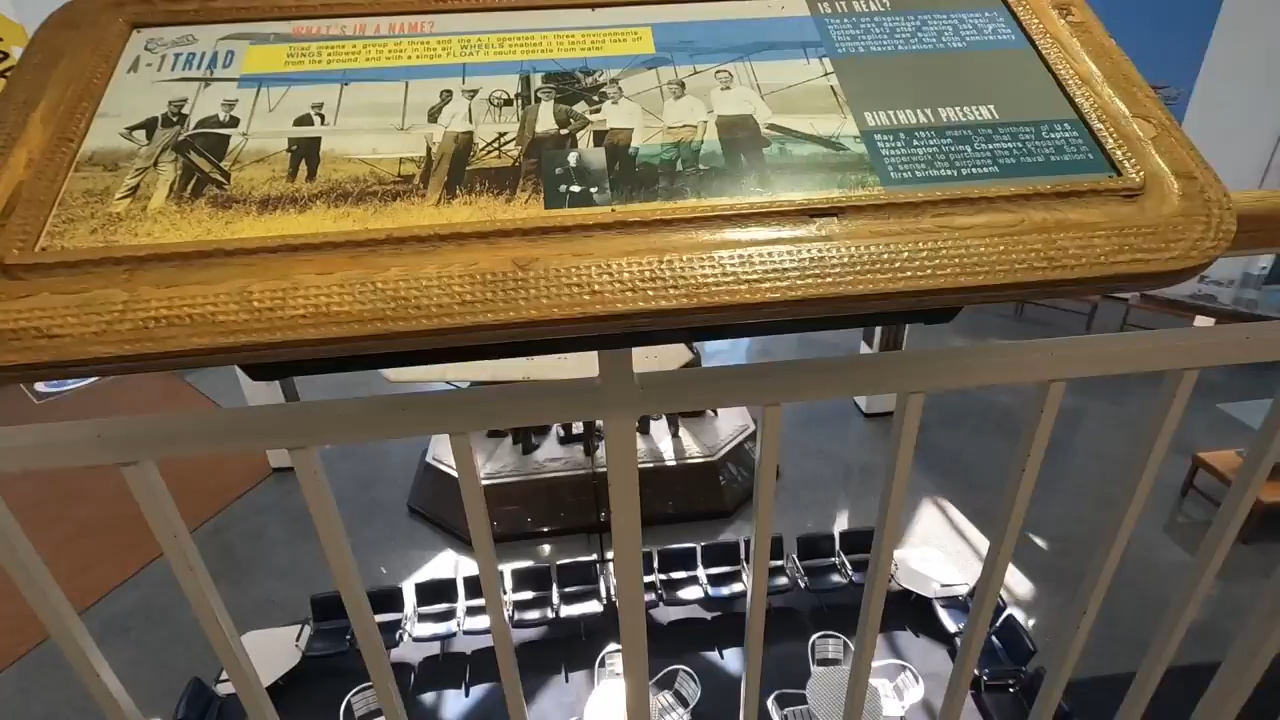 WHAT'S IN A NAME?
Curtiss
A-1 TRIAD
Triad means a group of three and the A-1 operated in three environments
WINGS allowed it to soar in the air, WHEELS enabled it to land and take off
from the ground, and with a single FLOAT it could operate from water
IS IT REAL?
The A-1 on display is not the original A-1
which was damaged beyond repair in
October 1912 after making 285 flights
This replica was built as part of the
commemoration of the 50th anniversary
of U.S. Naval Aviation in 1961
BIRTHDAY PRESENT
May 8, 1911, marks the birthday of U.S.
Naval Aviation. On that day Captain
Washington Irving Chambers prepared the
paperwork to purchase the A-1 Triad. So, in
a sense, the airplane was naval aviation's
first birthday present